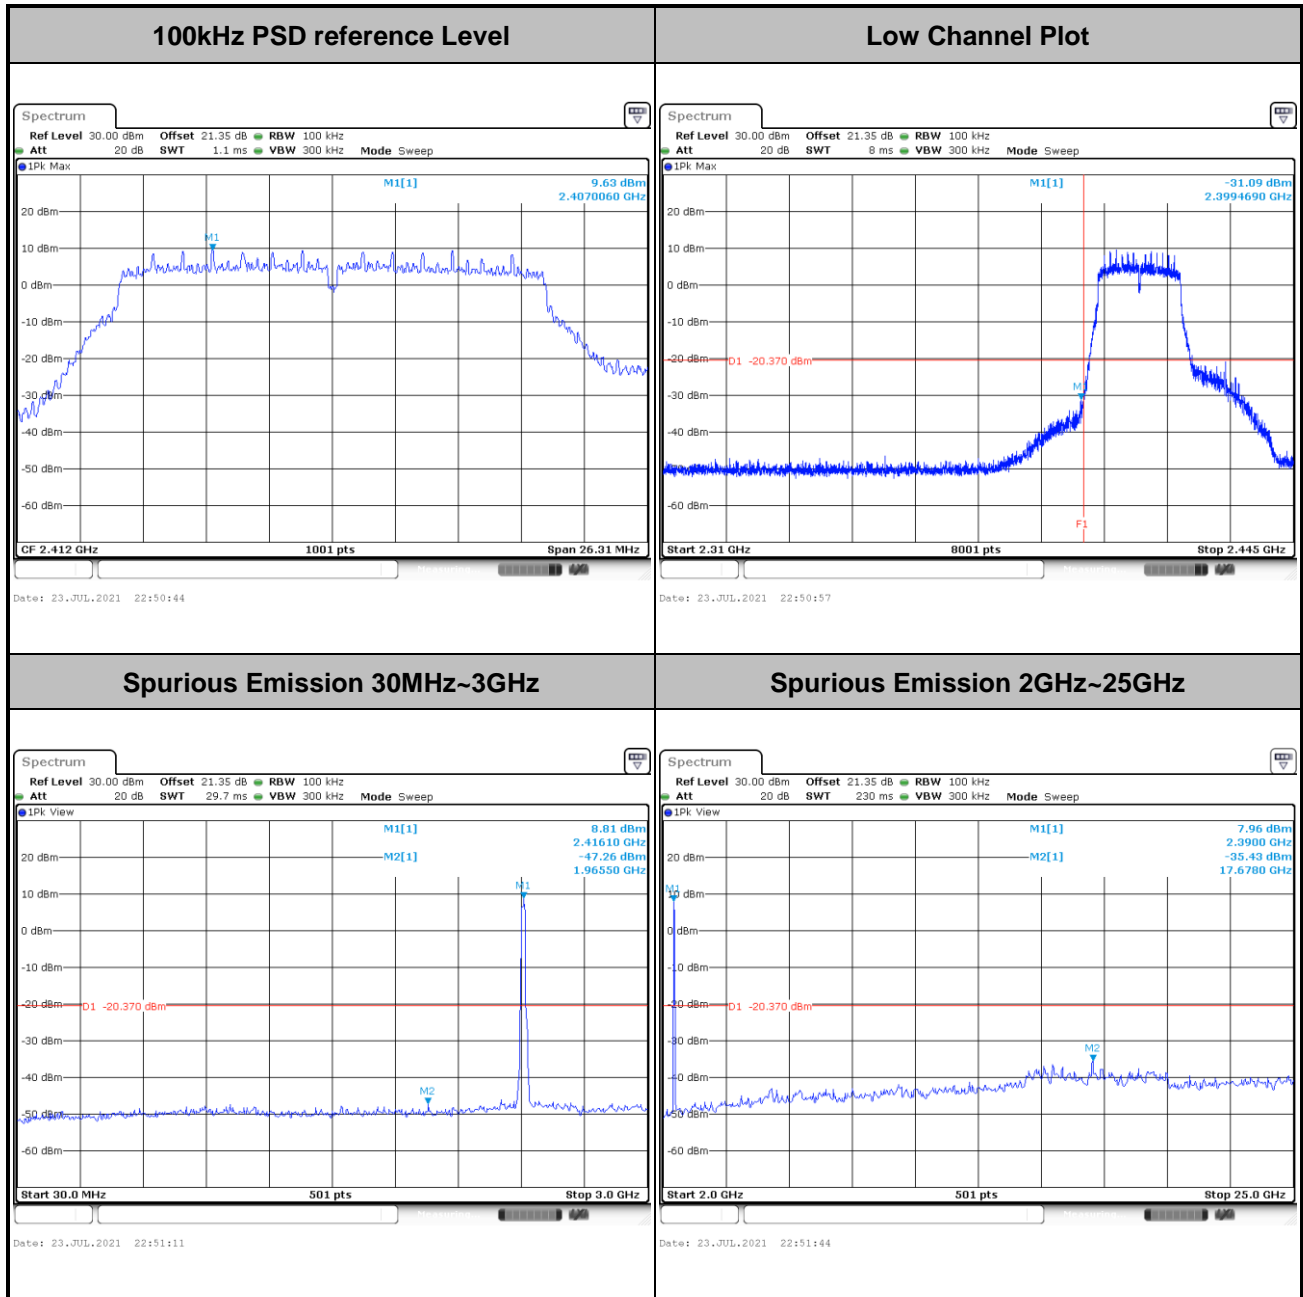 100kHz PSD reference Level
Spectrum
Ref Level 30.00 dBm Offset 21.35 dB RBW 100 kHz
Att 20 dB SWT 1.1 ms VBW 300 kHz Mode Sweep
1Pk Max
M1[1] 9.63 dBm
2.4070060 GHz
20 dBm
M1
10 dBm
0 dBm
-10 dBm
-20 dBm
-30 dBm
-40 dBm
-50 dBm
-60 dBm
CF 2.412 GHz 1001 pts Span 26.31 MHz
Measuring
Date: 23.JUL.2021 22:50:44
Low Channel Plot
Spectrum
Ref Level 30.00 dBm Offset 21.35 dB RBW 100 kHz
Att 20 dB SWT 8 ms VBW 300 kHz Mode Sweep
1Pk Max
M1[1] -31.09 dBm
2.3994690 GHz
20 dBm
10 dBm
0 dBm
-10 dBm
-20 dBm
D1 -20.370 dBm
-30 dBm
-40 dBm
-50 dBm
-60 dBm
F1
Start 2.31 GHz 8001 pts Stop 2.445 GHz
Measuring
Date: 23.JUL.2021 22:50:57
Spurious Emission 30MHz~3GHz
Spectrum
Ref Level 30.00 dBm Offset 21.35 dB RBW 100 kHz
Att 20 dB SWT 29.7 ms VBW 300 kHz Mode Sweep
1Pk View
M1[1] 8.81 dBm
2.41610 GHz
M2[1] -47.26 dBm
1.96550 GHz
20 dBm
M1
10 dBm
0 dBm
-10 dBm
-20 dBm
D1 -20.370 dBm
-30 dBm
-40 dBm
M2
-50 dBm
-60 dBm
Start 30.0 MHz 501 pts Stop 3.0 GHz
Measuring
Date: 23.JUL.2021 22:51:11
Spurious Emission 2GHz~25GHz
Spectrum
Ref Level 30.00 dBm Offset 21.35 dB RBW 100 kHz
Att 20 dB SWT 230 ms VBW 300 kHz Mode Sweep
1Pk View
M1[1] 7.96 dBm
2.3900 GHz
M2[1] -35.43 dBm
17.6780 GHz
20 dBm
M1
10 dBm
0 dBm
-10 dBm
-20 dBm
D1 -20.370 dBm
-30 dBm
M2
-40 dBm
-50 dBm
-60 dBm
Start 2.0 GHz 501 pts Stop 25.0 GHz
Measuring
Date: 23.JUL.2021 22:51:44